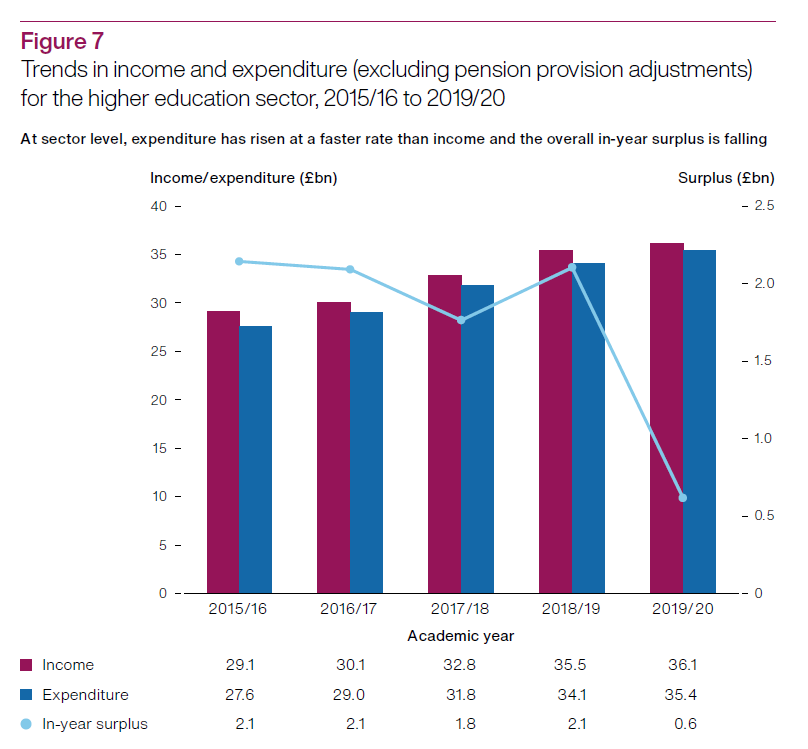 Figure 7
Trends in income and expenditure (excluding pension provision adjustments)
for the higher education sector, 2015/16 to 2019/20
At sector level, expenditure has risen at a faster rate than income and the overall in-year surplus is falling
Income/expenditure (£bn) Surplus (£bn)
40 2.5
35
30 2.0
25 1.5
20
15 1.0
10 0.5
5
0 0
2015/16 2016/17 2017/18 2018/19 2019/20
Academic year
Income 29.1 30.1 32.8 35.5 36.1
Expenditure 27.6 29.0 31.8 34.1 35.4
In-year surplus 2.1 2.1 1.8 2.1 0.6